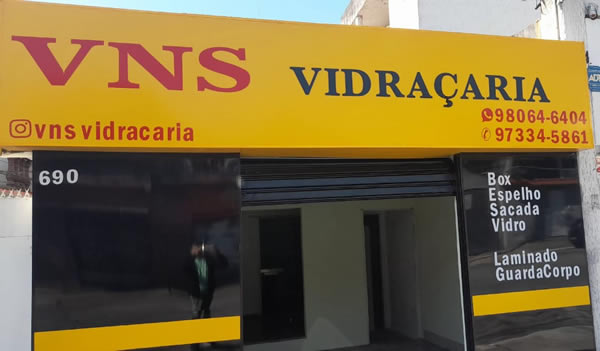 VNS VIDRAÇARIA
98064-6404
vnsvidracaria
97334-5861
690
Box
Espelho
Sacada
Vidro
Laminado
GuardaCorpo